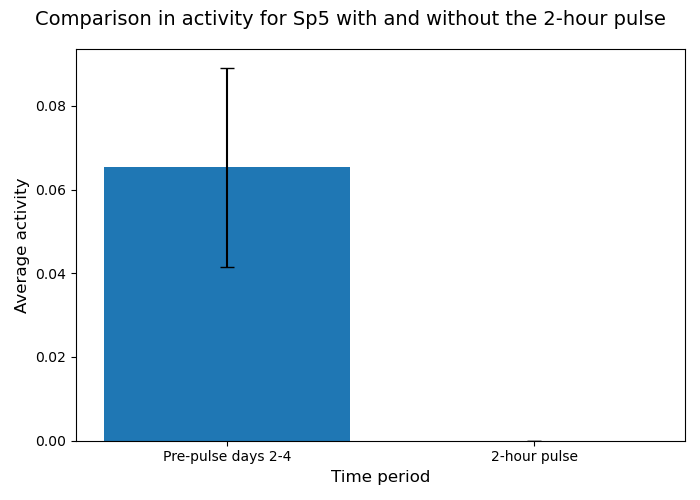 Comparison in activity for Sp5 with and without the 2-hour pulse
Average activity
0.08
0.06
0.04
0.02
0.00
Pre-pulse days 2-4
2-hour pulse
Time period